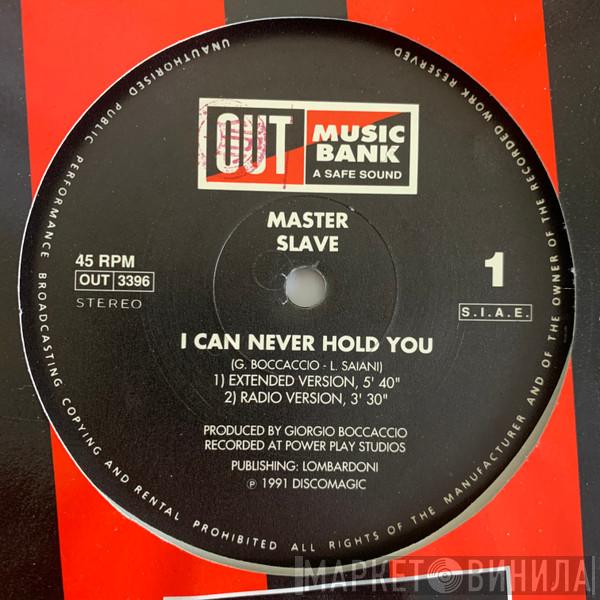 OUT
MUSIC
BANK
A SAFE SOUND
MASTER
SLAVE
45 RPM
OUT 3396
STEREO
1
S.I.A.E.
I CAN NEVER HOLD YOU
(G. BOCCACCIO - L. SAIANI)
1) EXTENDED VERSION, 5' 40"
2) RADIO VERSION, 3' 30"
PRODUCED BY GIORGIO BOCCACCIO
RECORDED AT POWER PLAY STUDIOS
PUBLISHING: LOMBARDONI
℗ 1991 DISCOMAGIC
UNAUTHORISED PUBLIC PERFORMANCE BROADCASTING COPYING AND RENTAL PROHIBITED ALL RIGHTS OF THE MANUFACTURER AND OF THE OWNER OF THE RECORDED WORK RESERVED
МАРКЕТ ВИНИЛА